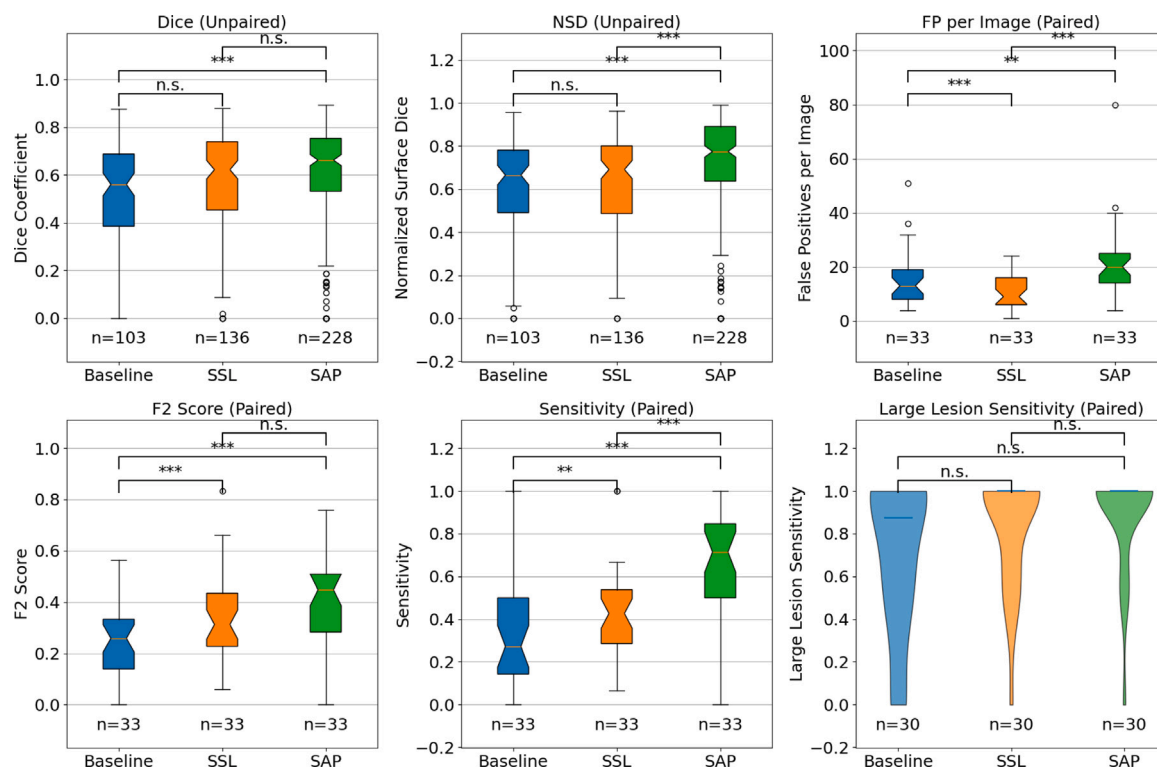 Dice (Unpaired)
n.s.
***
n.s.
Dice Coefficient
1.0
0.8
0.6
0.4
0.2
0.0
n=103 n=136 n=228
Baseline SSL SAP
NSD (Unpaired)
***
***
n.s.
Normalized Surface Dice
1.2
1.0
0.8
0.6
0.4
0.2
0.0
−0.2
n=103 n=136 n=228
Baseline SSL SAP
FP per Image (Paired)
***
**
***
False Positives per Image
100
80
60
40
20
0
n=33 n=33 n=33
Baseline SSL SAP
F2 Score (Paired)
n.s.
***
***
F2 Score
1.0
0.8
0.6
0.4
0.2
0.0
n=33 n=33 n=33
Baseline SSL SAP
Sensitivity (Paired)
***
***
**
Sensitivity
1.2
1.0
0.8
0.6
0.4
0.2
0.0
−0.2
n=33 n=33 n=33
Baseline SSL SAP
Large Lesion Sensitivity (Paired)
n.s.
n.s.
n.s.
Large Lesion Sensitivity
1.2
1.0
0.8
0.6
0.4
0.2
0.0
−0.2
n=30 n=30 n=30
Baseline SSL SAP